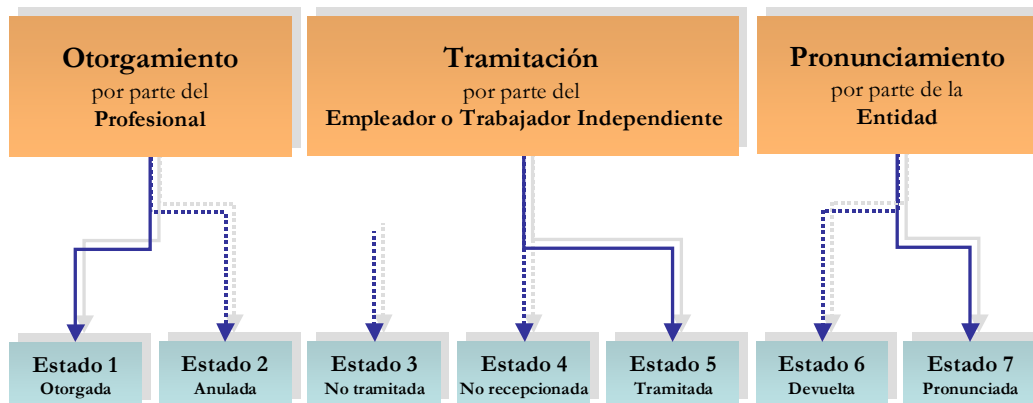 Otorgamiento
por parte del
Profesional
Tramitación
por parte del
Empleador o Trabajador Independiente
Pronunciamiento
por parte de la
Entidad
Estado 1
Otorgada
Estado 2
Anulada
Estado 3
No tramitada
Estado 4
No recepcionada
Estado 5
Tramitada
Estado 6
Devuelta
Estado 7
Pronunciada